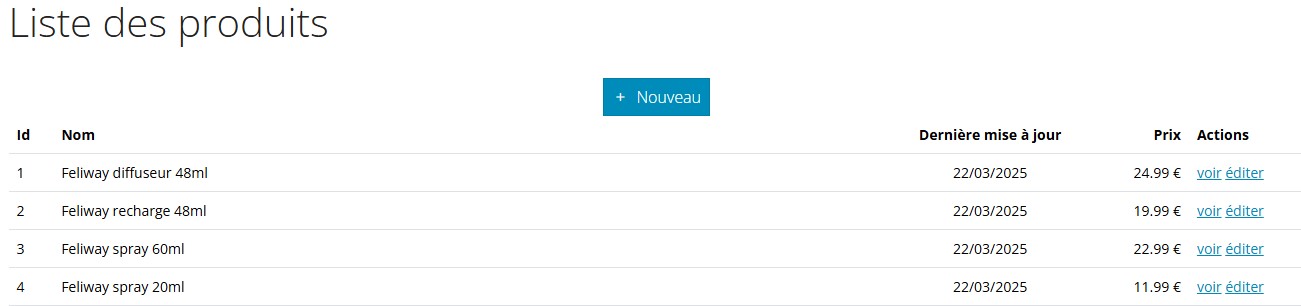 Liste des produits
+ Nouveau
Id Nom Dernière mise à jour Prix Actions
1 Feliway diffuseur 48ml 22/03/2025 24.99 € voir éditer
2 Feliway recharge 48ml 22/03/2025 19.99 € voir éditer
3 Feliway spray 60ml 22/03/2025 22.99 € voir éditer
4 Feliway spray 20ml 22/03/2025 11.99 € voir éditer